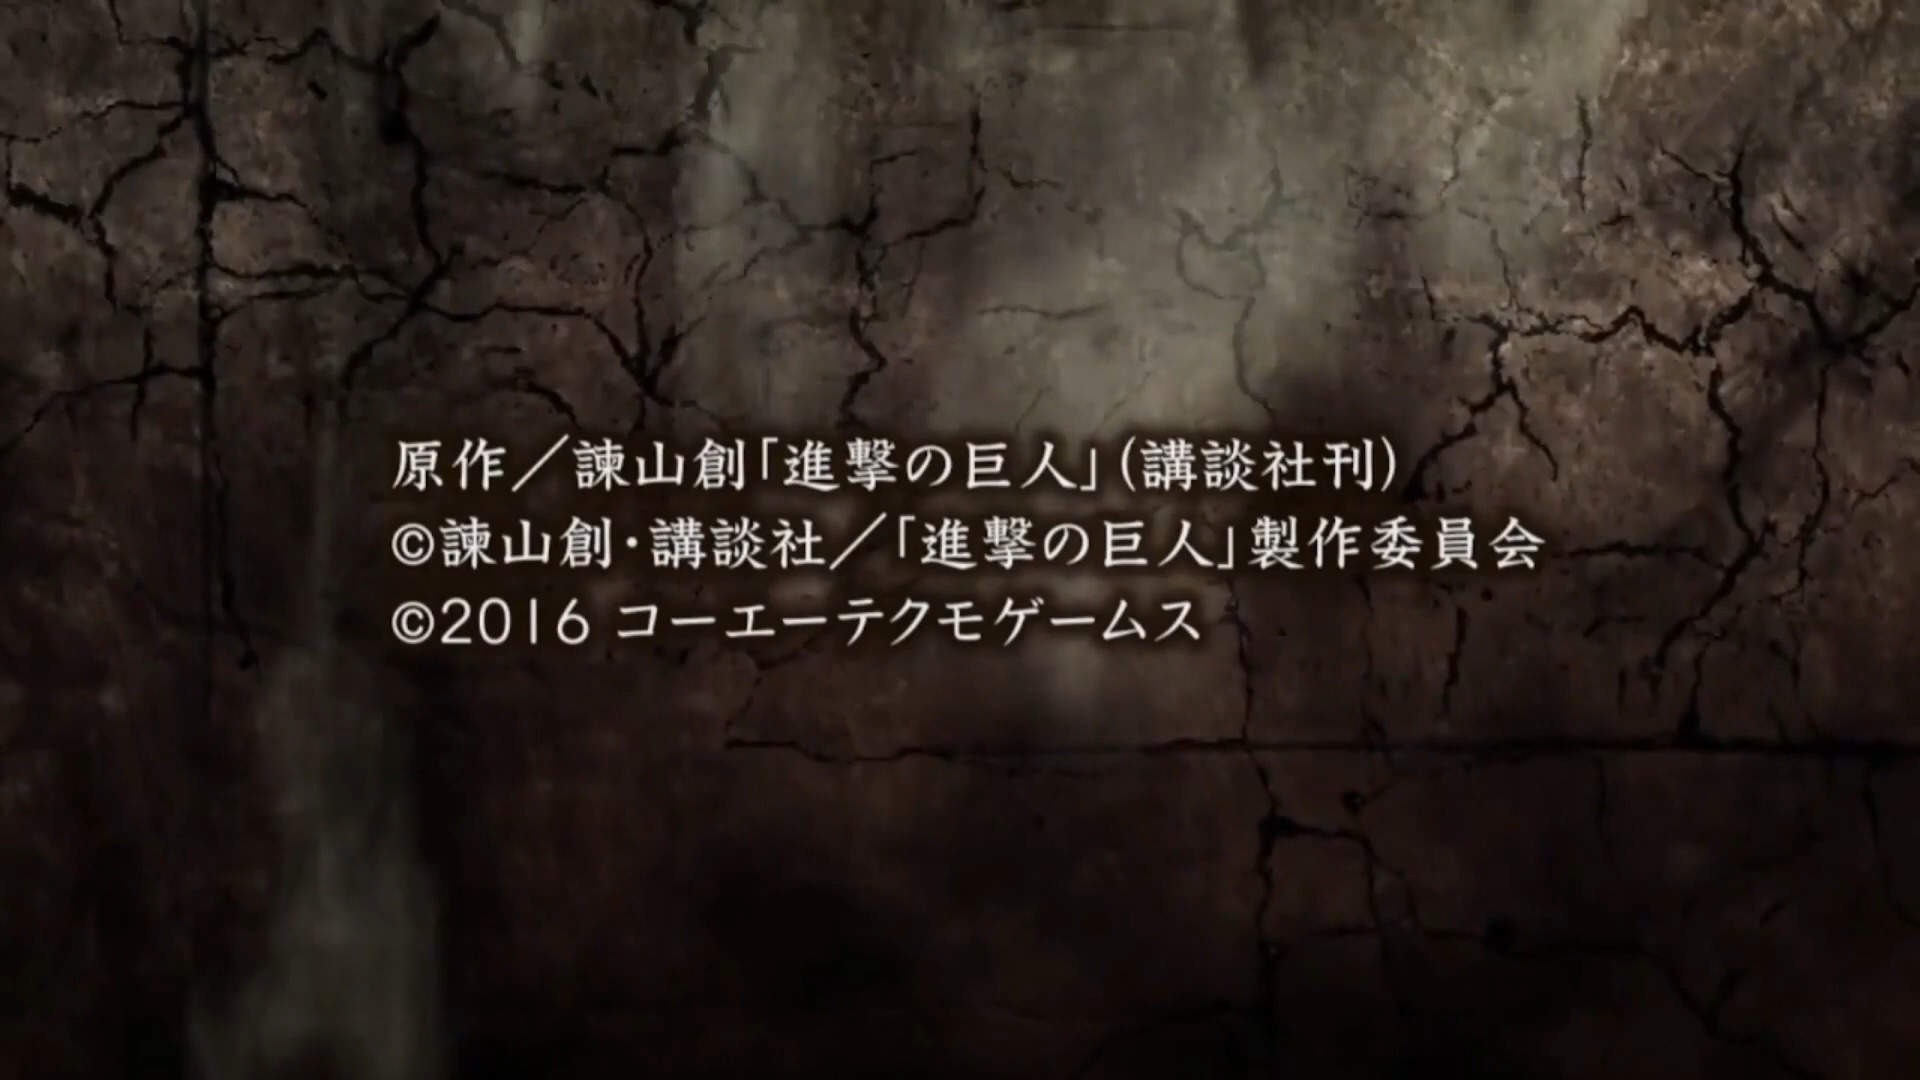 原作／諫山創「進撃の巨人」(講談社刊)
©諫山創・講談社／「進撃の巨人」製作委員会
©2016 コーエーテクモゲームス